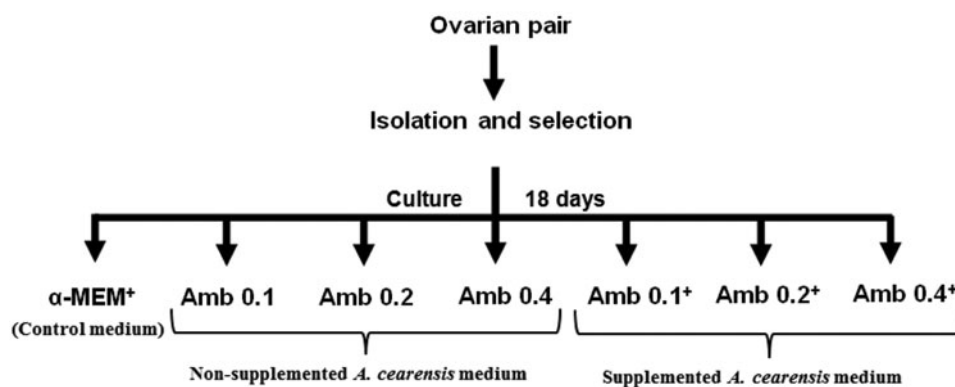 Ovarian pair
Isolation and selection
Culture 18 days
α-MEM⁺ Amb 0.1 Amb 0.2 Amb 0.4 Amb 0.1⁺ Amb 0.2⁺ Amb 0.4⁺
(Control medium)
Non-supplemented A. cearensis medium Supplemented A. cearensis medium